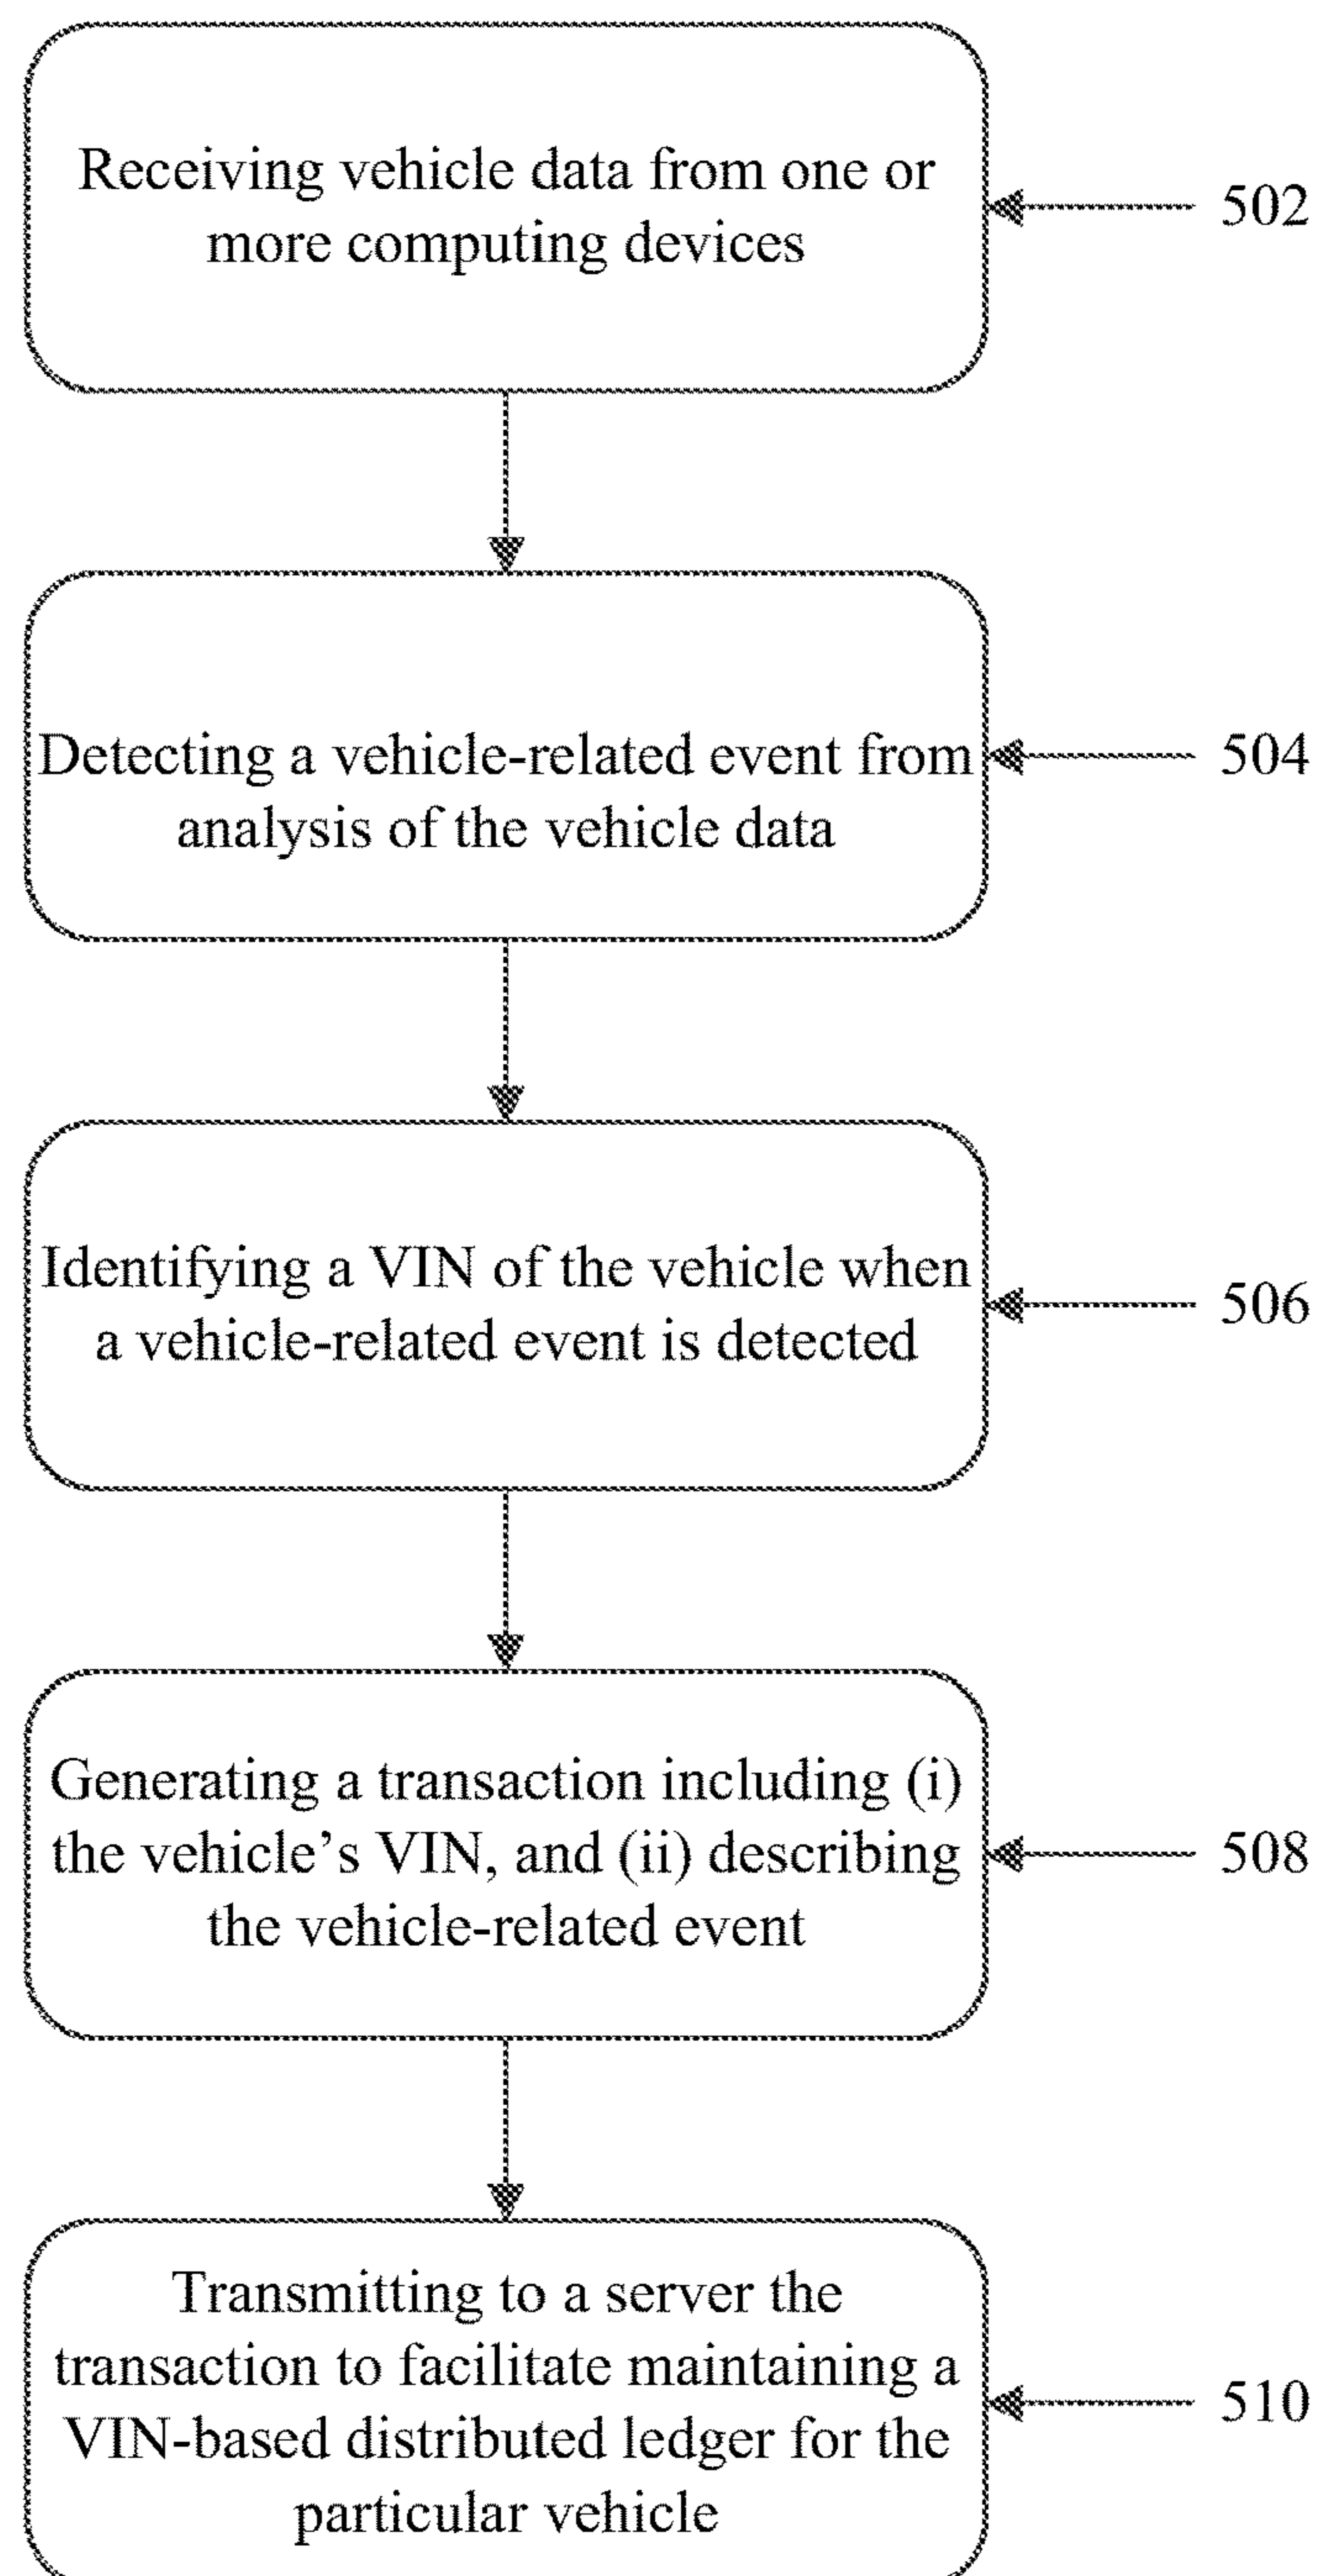 Receiving vehicle data from one or
more computing devices
502
Detecting a vehicle-related event from
analysis of the vehicle data
504
Identifying a VIN of the vehicle when
a vehicle-related event is detected
506
Generating a transaction including (i)
the vehicle's VIN, and (ii) describing
the vehicle-related event
508
Transmitting to a server the
transaction to facilitate maintaining a
VIN-based distributed ledger for the
particular vehicle
510